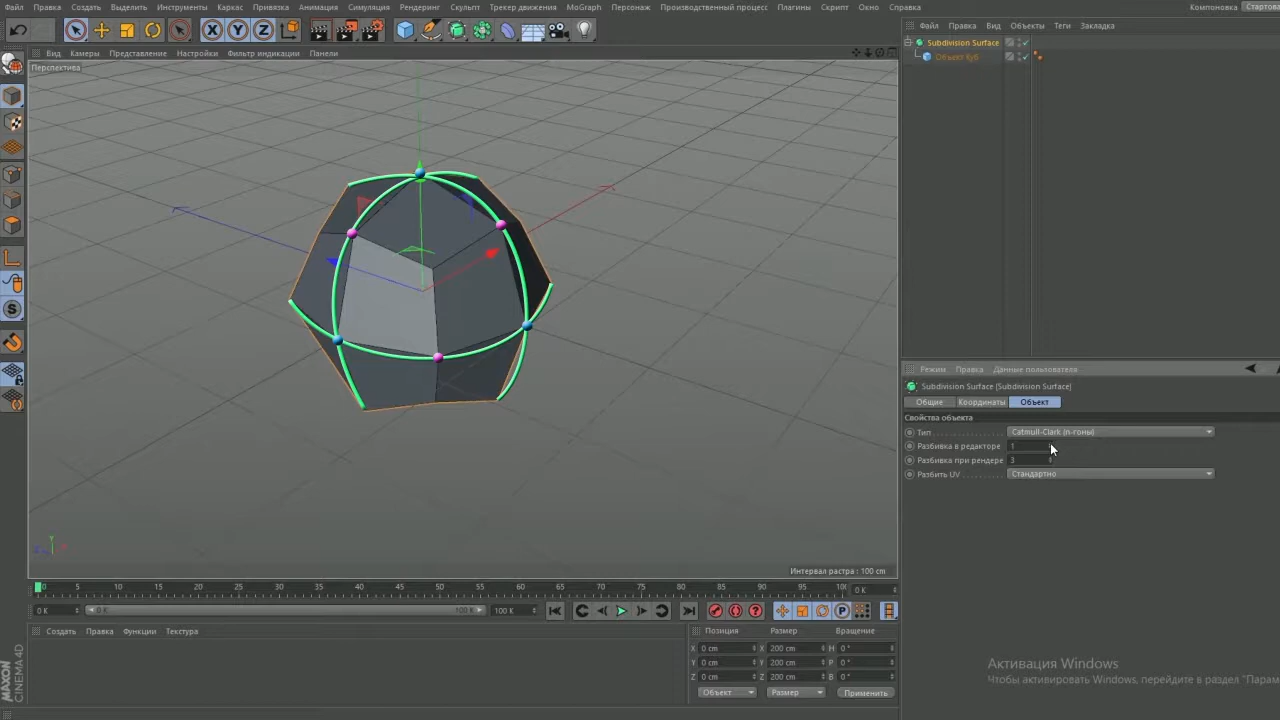 Файл Правка Создать Выделить Инструменты Каркас Привязка Анимация Симуляция Рендеринг Скульпт Трекер движения MoGraph Персонаж Производственный процесс Плагины Скрипт Окно Справка Компоновка Стартова
X Y Z
Файл Правка Вид Объекты Теги Закладка
Вид Камеры Представление Настройки Фильтр индикации Панели
Subdivision Surface
Объект Куб
Перспектива
Режим Правка Данные пользователя
Subdivision Surface [Subdivision Surface]
Общие Координаты Объект
Свойства объекта
Тип Catmull-Clark (n-гоны)
Разбивка в редакторе 1
Разбивка при рендере 3
Разбить UV Стандартно
S
Y
Интервал растра : 100 cm
0 5 10 15 20 25 30 35 40 45 50 55 60 65 70 75 80 85 90 95 100 0 K
0 K 0 K 100 K 100 K P
Создать Правка Функции Текстура
Позиция Размер Вращение
X 0 cm X 200 cm H 0 °
Y 0 cm Y 200 cm P 0 °
Z 0 cm Z 200 cm B 0 °
Объект Размер Применить
MAXON CINEMA 4D
Активация Windows
Чтобы активировать Windows, перейдите в раздел "Парам